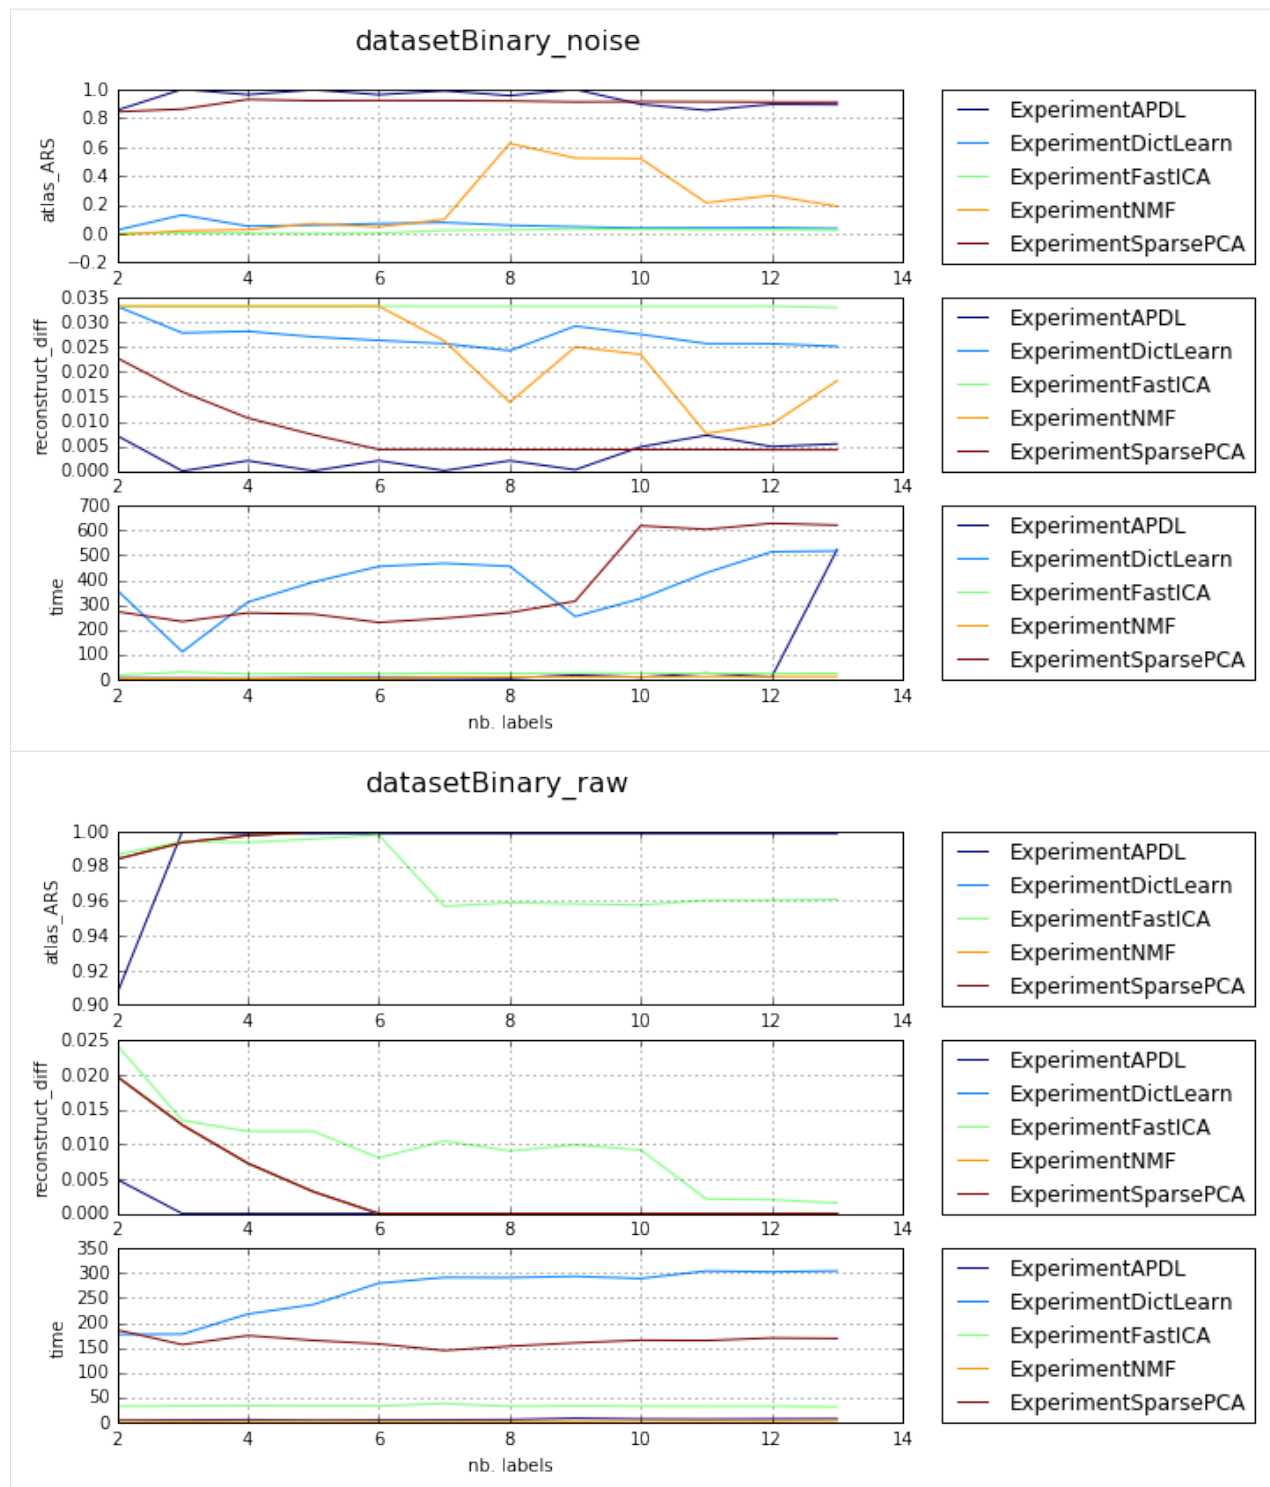 datasetBinary_noise
1.0
0.8
0.6
0.4
0.2
0.0
−0.2
atlas_ARS
2 4 6 8 10 12 14
ExperimentAPDL
ExperimentDictLearn
ExperimentFastICA
ExperimentNMF
ExperimentSparsePCA
0.035
0.030
0.025
0.020
0.015
0.010
0.005
0.000
reconstruct_diff
2 4 6 8 10 12 14
ExperimentAPDL
ExperimentDictLearn
ExperimentFastICA
ExperimentNMF
ExperimentSparsePCA
700
600
500
400
300
200
100
0
time
2 4 6 8 10 12 14
nb. labels
ExperimentAPDL
ExperimentDictLearn
ExperimentFastICA
ExperimentNMF
ExperimentSparsePCA
datasetBinary_raw
1.00
0.98
0.96
0.94
0.92
0.90
atlas_ARS
2 4 6 8 10 12 14
ExperimentAPDL
ExperimentDictLearn
ExperimentFastICA
ExperimentNMF
ExperimentSparsePCA
0.025
0.020
0.015
0.010
0.005
0.000
reconstruct_diff
2 4 6 8 10 12 14
ExperimentAPDL
ExperimentDictLearn
ExperimentFastICA
ExperimentNMF
ExperimentSparsePCA
350
300
250
200
150
100
50
0
time
2 4 6 8 10 12 14
nb. labels
ExperimentAPDL
ExperimentDictLearn
ExperimentFastICA
ExperimentNMF
ExperimentSparsePCA